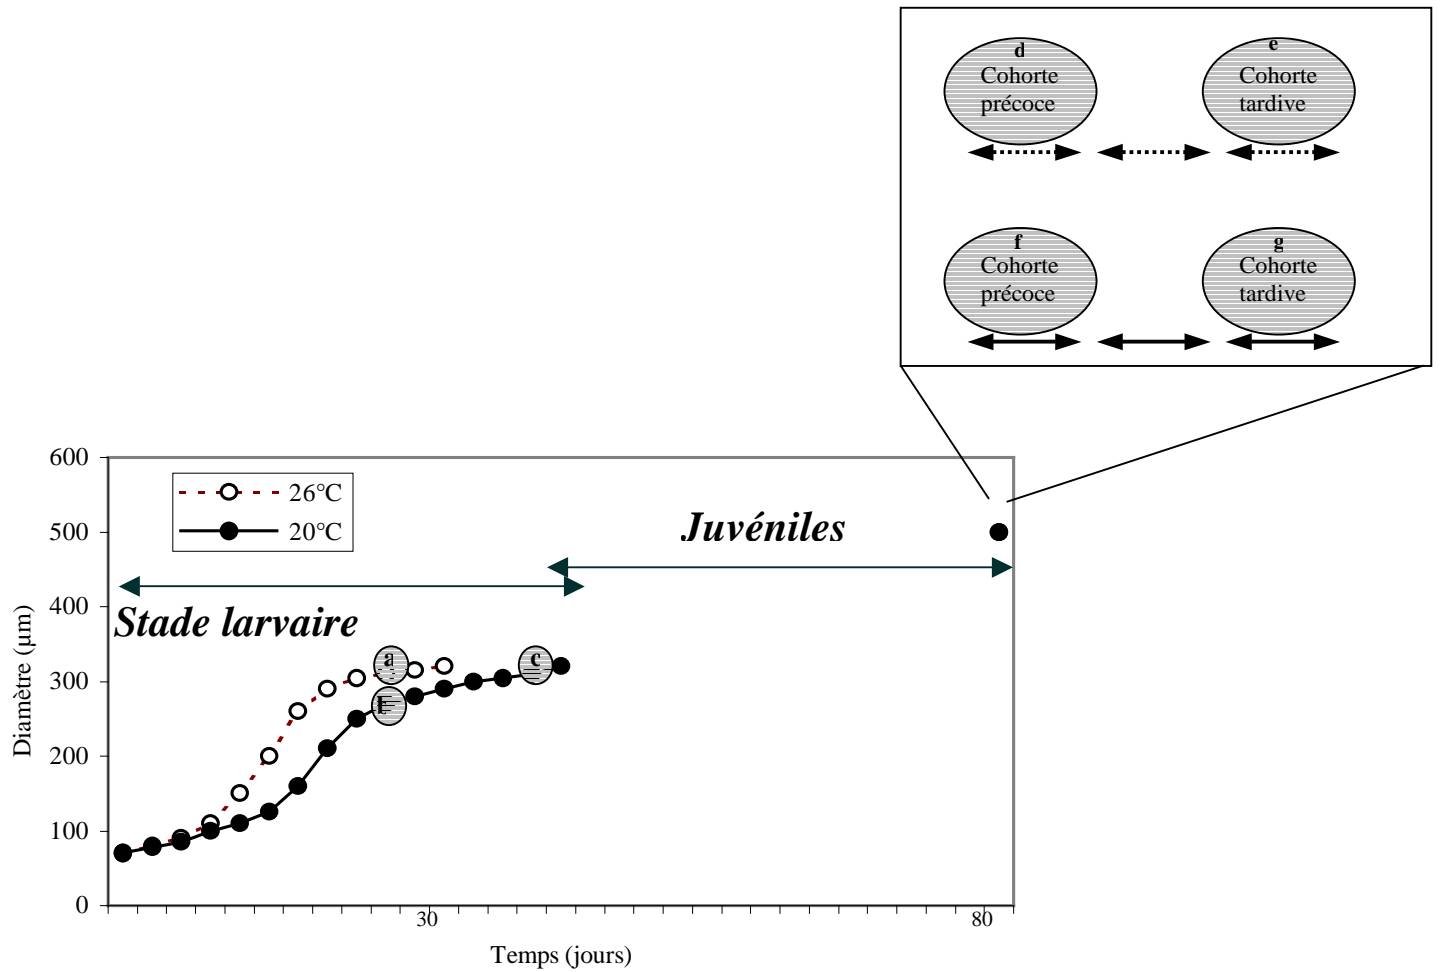 d
Cohorte
précoce
e
Cohorte
tardive
f
Cohorte
précoce
g
Cohorte
tardive
600
500
400
300
200
100
0
26°C
20°C
Juvéniles
Stade larvaire
a
c
30
80
Diamètre (µm)
Temps (jours)